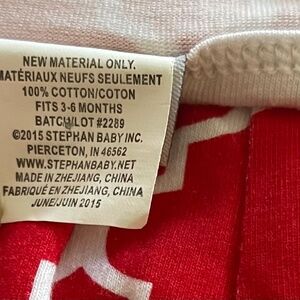 NEW MATERIAL ONLY.
MATÉRIAUX NEUFS SEULEMENT
100% COTTON/COTON
FITS 3-6 MONTHS
BATCH/LOT #2289
©2015 STEPHAN BABY INC.
PIERCETON, IN 46562
WWW.STEPHANBABY.NET
MADE IN ZHEJIANG, CHINA
FABRIQUÉ EN ZHEJIANG, CHINA
JUNE/JUIN 2015